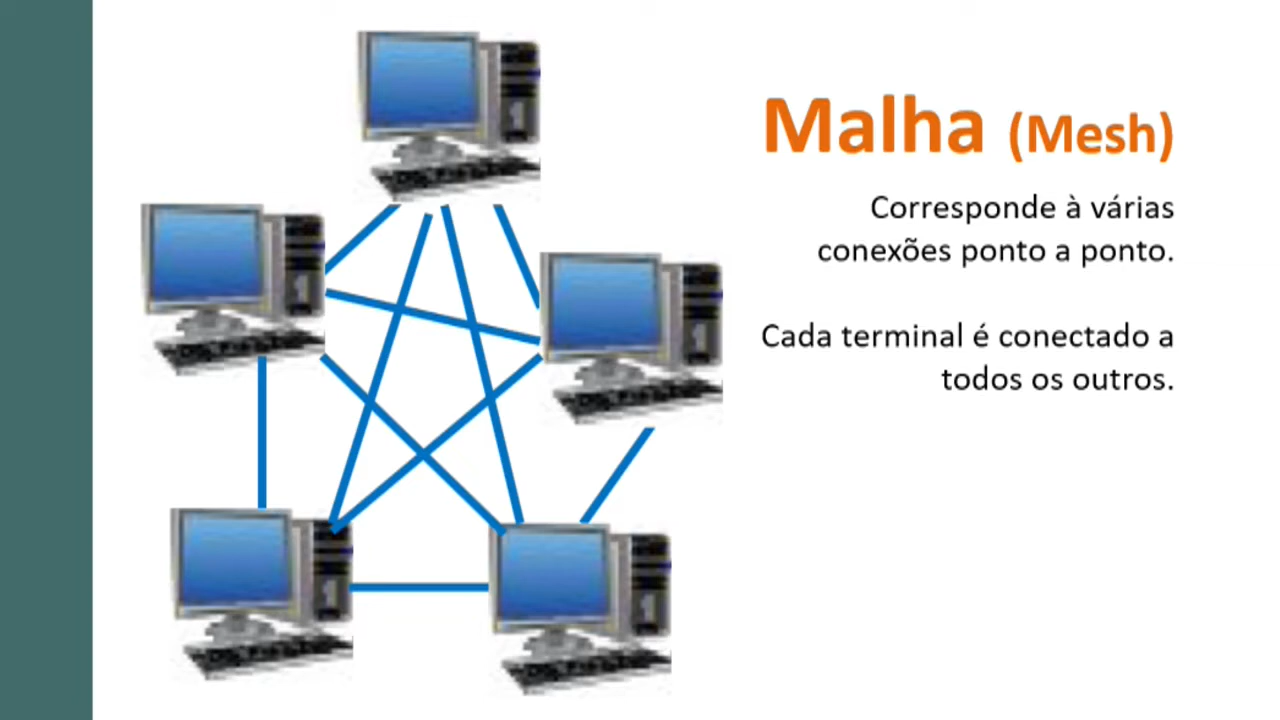 Malha (Mesh)
Corresponde à várias
conexões ponto a ponto.
Cada terminal é conectado a
todos os outros.